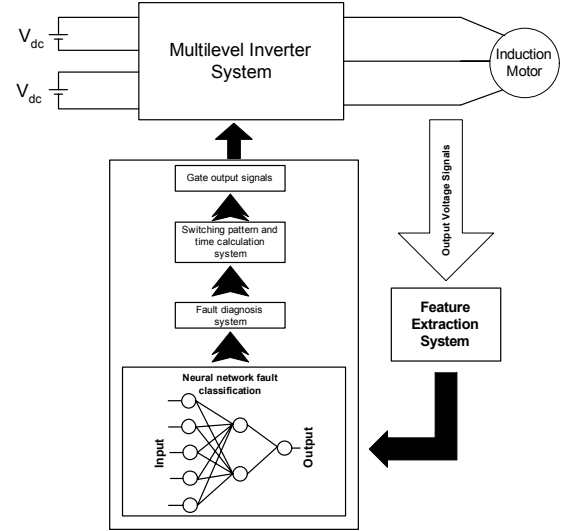 Vdc
Vdc
Multilevel Inverter
System
Induction
Motor
Gate output signals
Switching pattern and
time calculation
system
Fault diagnosis
system
Neural network fault
classification
Input
Output
Output Voltage Signals
Feature
Extraction
System